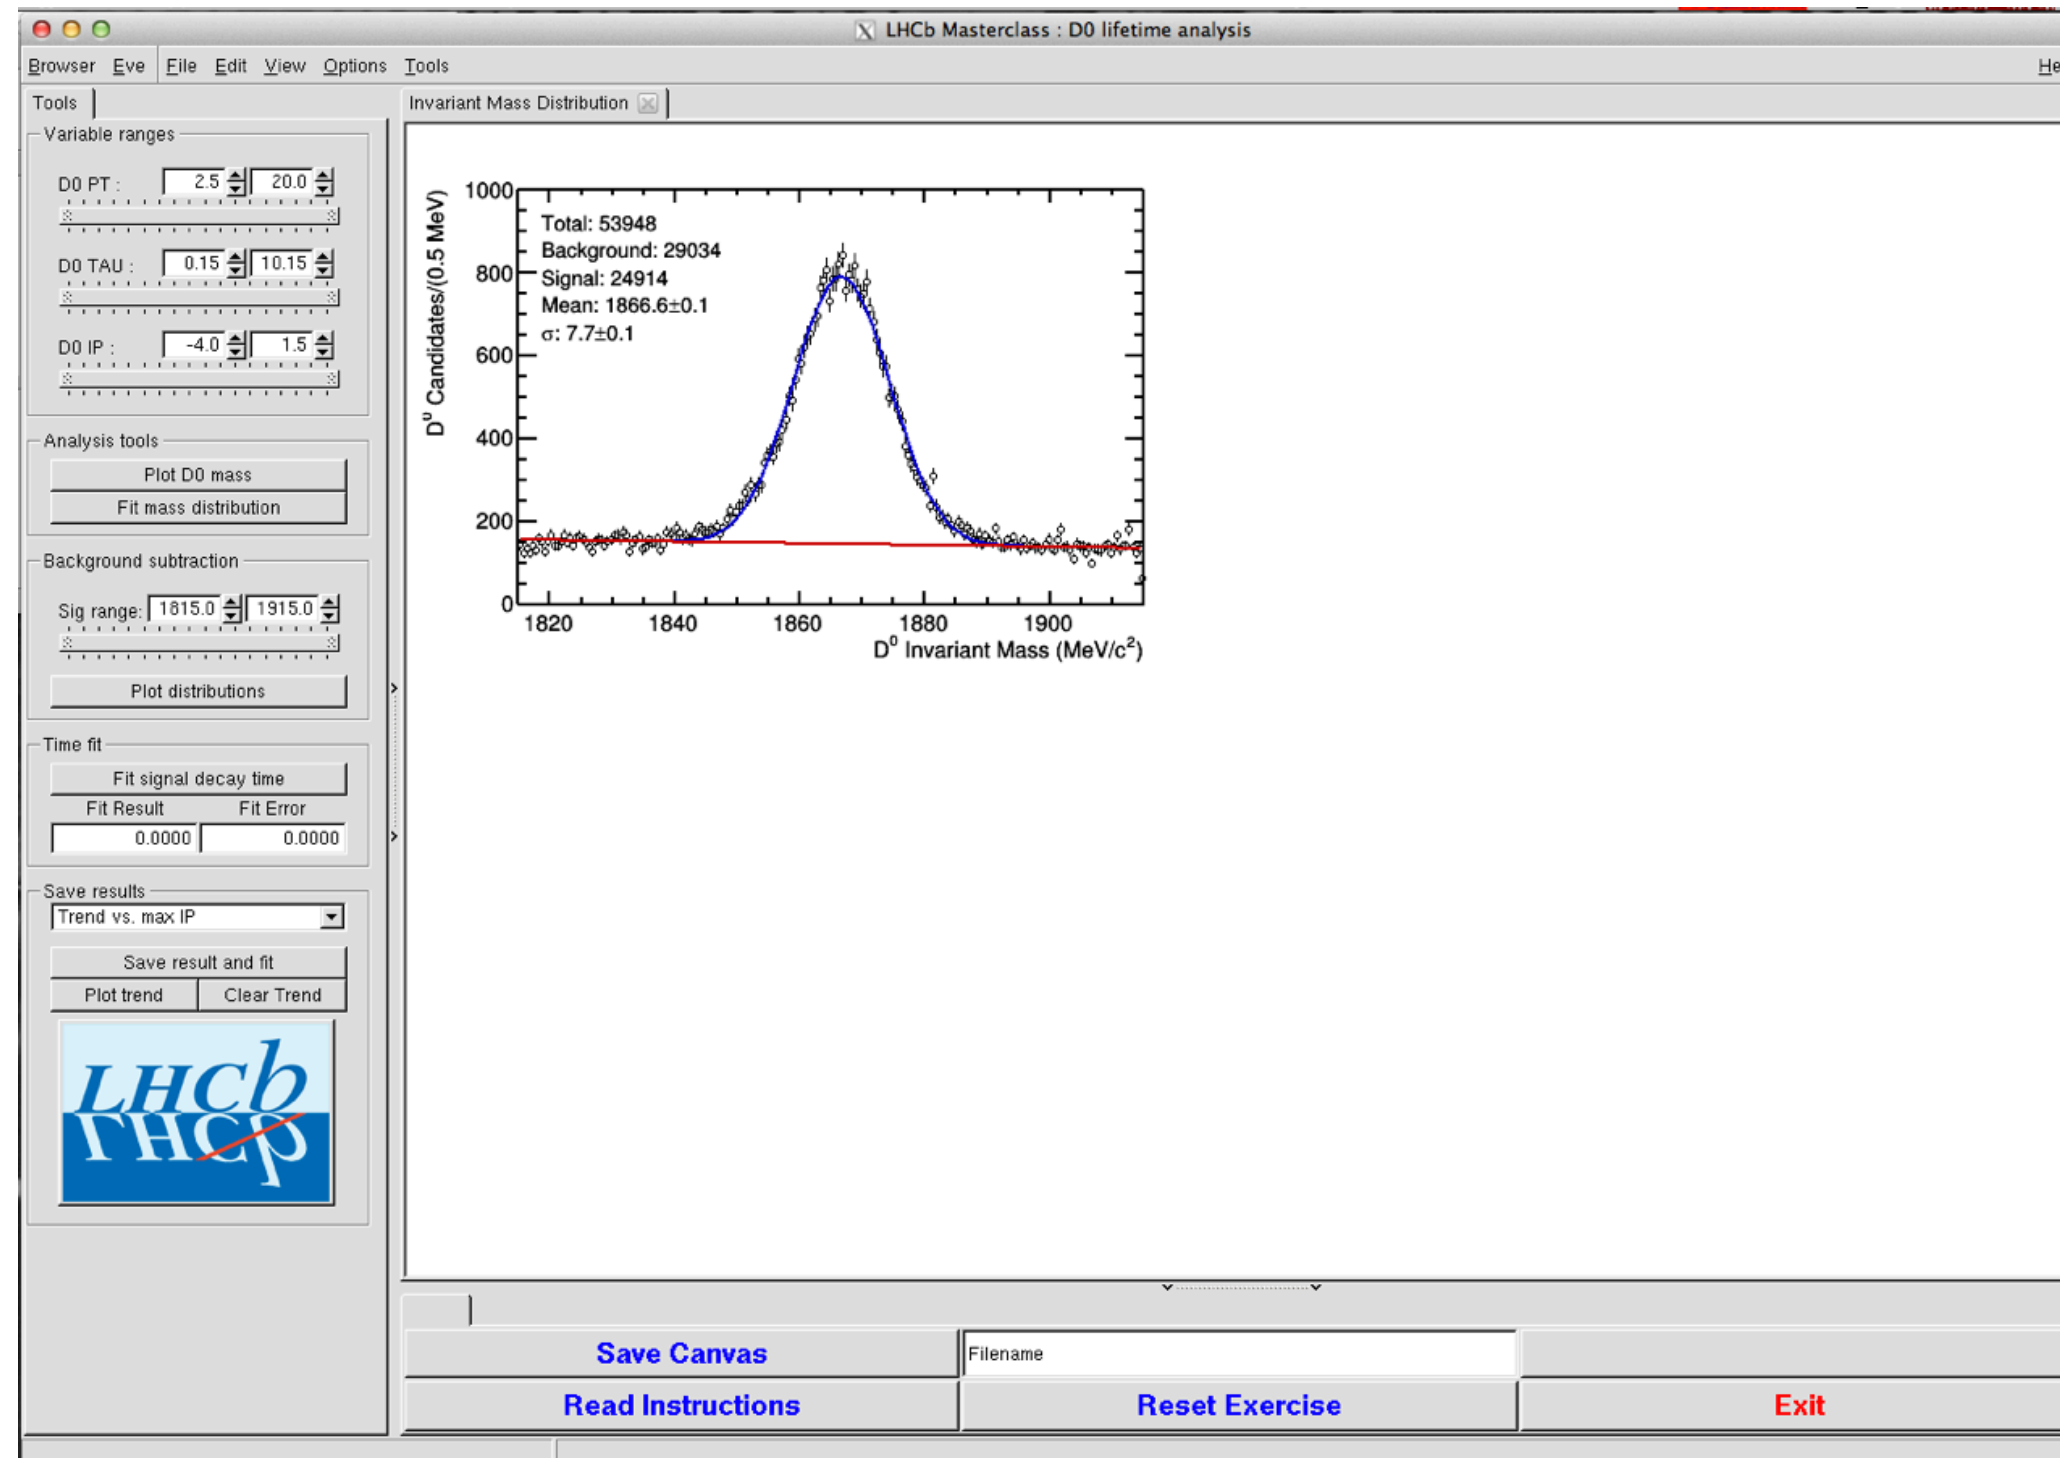 LHCb Masterclass : D0 lifetime analysis
Browser Eve File Edit View Options Tools
Tools
Invariant Mass Distribution
Variable ranges
D0 PT : 2.5 20.0
D0 TAU : 0.15 10.15
D0 IP : -4.0 1.5
Analysis tools
Plot D0 mass
Fit mass distribution
Background subtraction
Sig range: 1815.0 1915.0
Plot distributions
Time fit
Fit signal decay time
Fit Result Fit Error
0.0000 0.0000
Save results
Trend vs. max IP
Save result and fit
Plot trend Clear Trend
LHCb
LHCb
D⁰ Candidates/(0.5 MeV)
1000
800
600
400
200
0
Total: 53948
Background: 29034
Signal: 24914
Mean: 1866.6±0.1
σ: 7.7±0.1
1820 1840 1860 1880 1900
D⁰ Invariant Mass (MeV/c²)
Save Canvas
Filename
Read Instructions
Reset Exercise
Exit